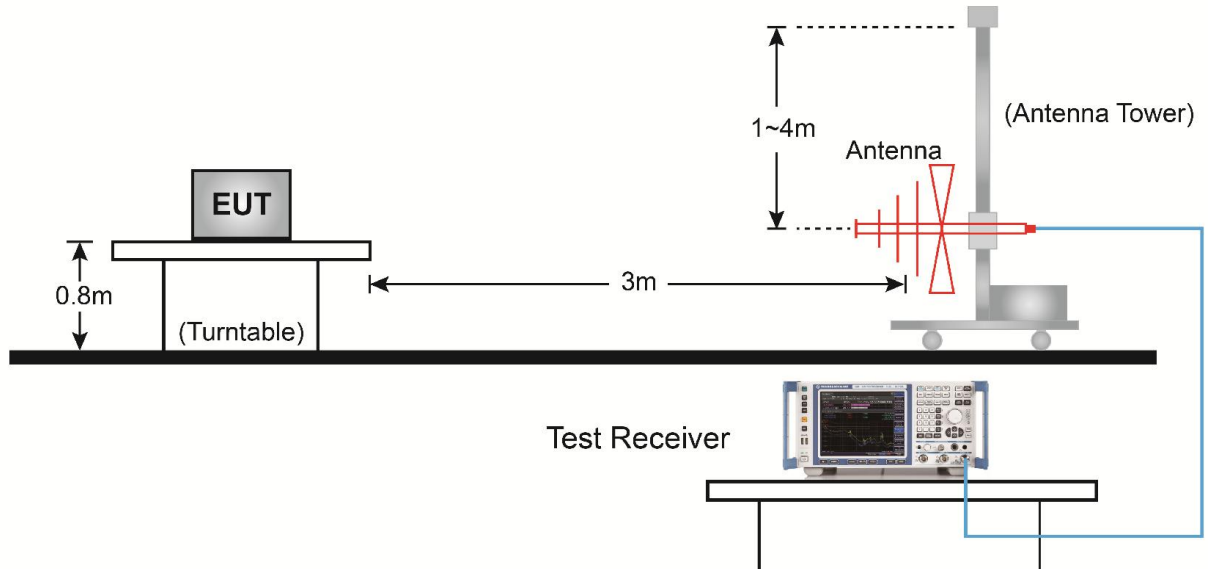 1~4m
(Antenna Tower)
Antenna
EUT
0.8m
3m
(Turntable)
Test Receiver